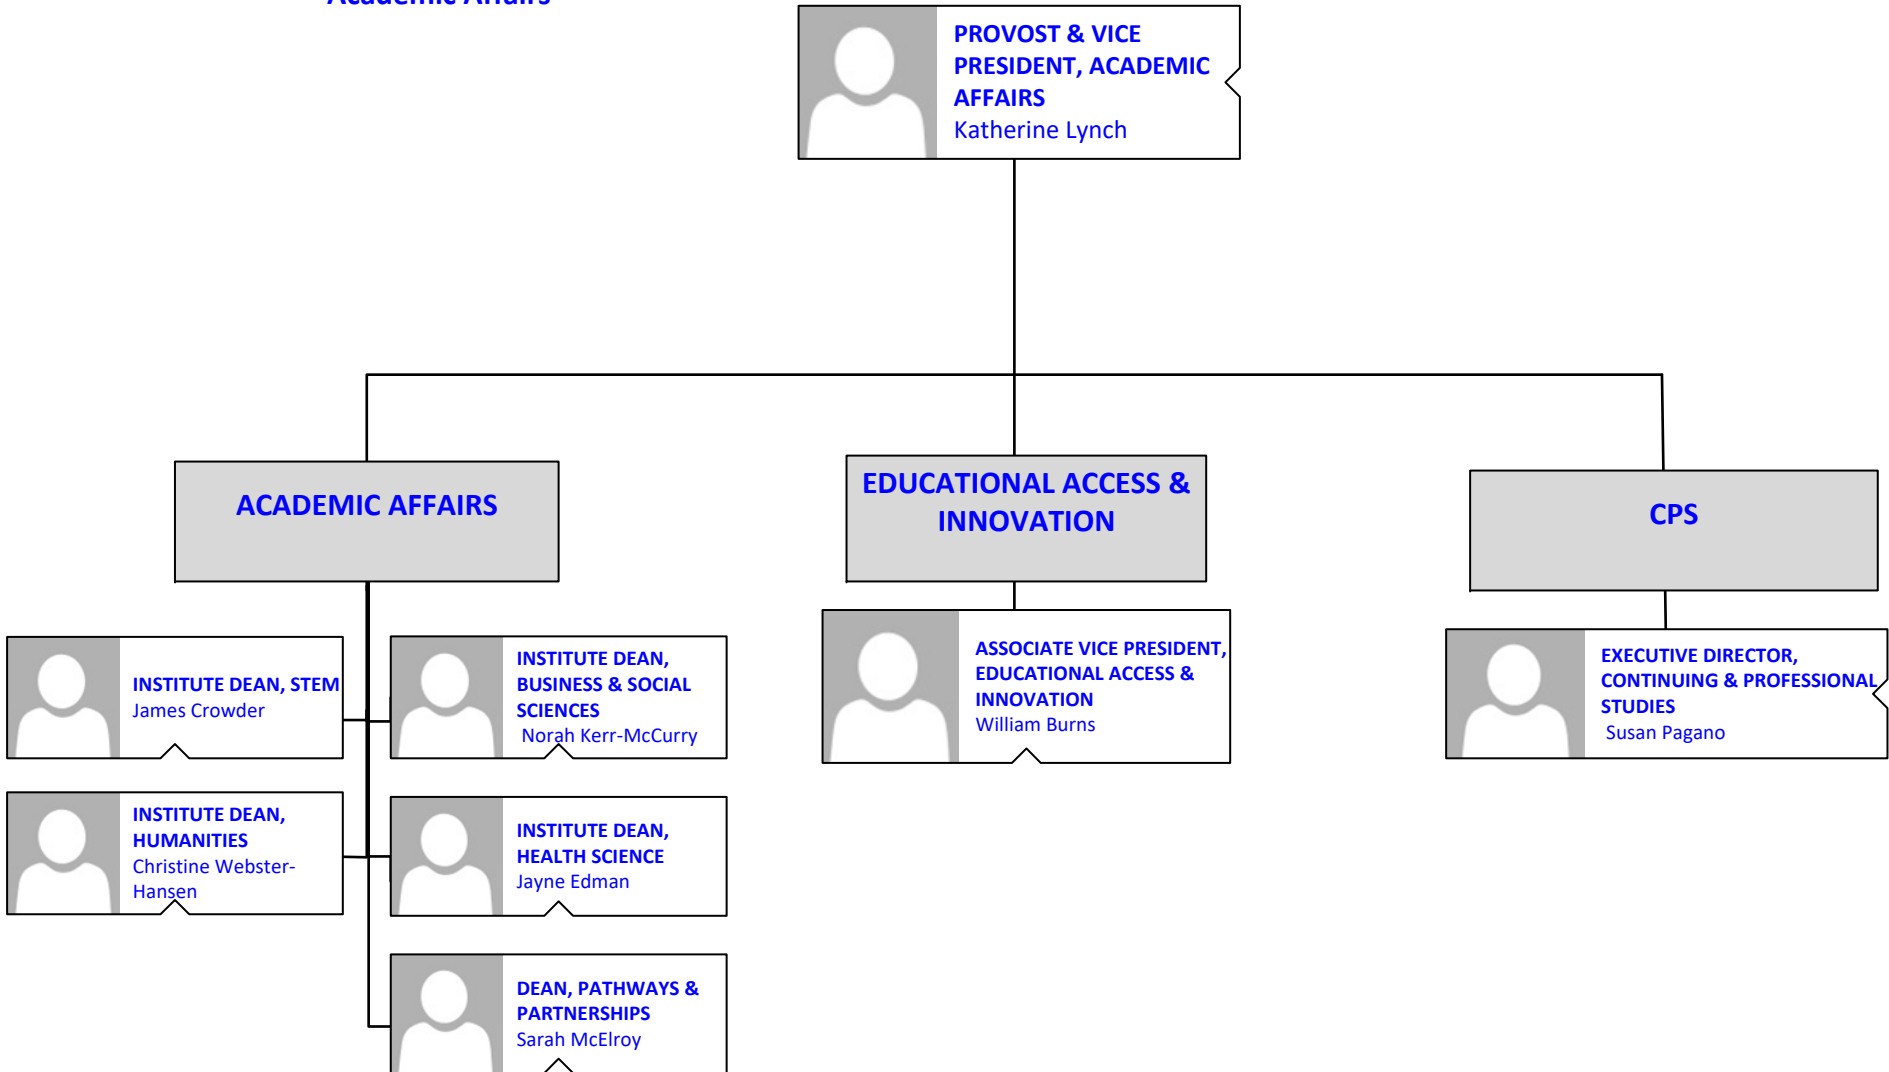 Academic Affairs
PROVOST & VICE
PRESIDENT, ACADEMIC
AFFAIRS
Katherine Lynch
ACADEMIC AFFAIRS
EDUCATIONAL ACCESS &
INNOVATION
CPS
INSTITUTE DEAN, STEM
James Crowder
INSTITUTE DEAN,
BUSINESS & SOCIAL
SCIENCES
Norah Kerr-McCurry
ASSOCIATE VICE PRESIDENT,
EDUCATIONAL ACCESS &
INNOVATION
William Burns
EXECUTIVE DIRECTOR,
CONTINUING & PROFESSIONAL
STUDIES
Susan Pagano
INSTITUTE DEAN,
HUMANITIES
Christine Webster-
Hansen
INSTITUTE DEAN,
HEALTH SCIENCE
Jayne Edman
DEAN, PATHWAYS &
PARTNERSHIPS
Sarah McElroy